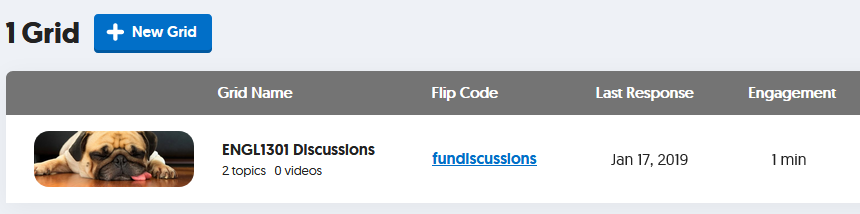 1 Grid
+ New Grid
Grid Name Flip Code Last Response Engagement
ENGL1301 Discussions
2 topics 0 videos
fundiscussions
Jan 17, 2019
1 min